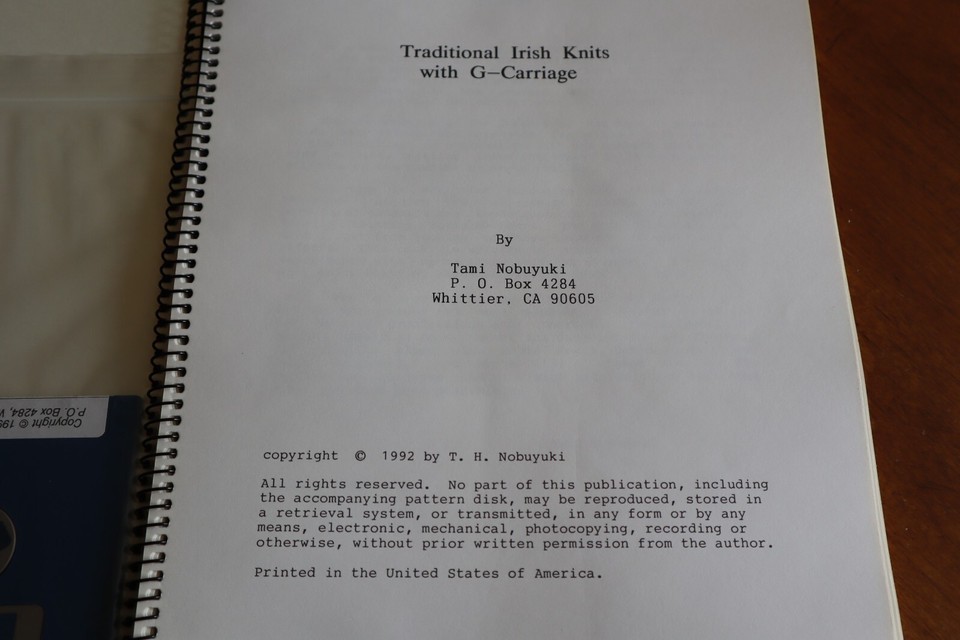 Traditional Irish Knits
with G-Carriage
By
Tami Nobuyuki
P. O. Box 4284
Whittier, CA 90605
copyright © 1992 by T. H. Nobuyuki
All rights reserved. No part of this publication, including
the accompanying pattern disk, may be reproduced, stored in
a retrieval system, or transmitted, in any form or by any
means, electronic, mechanical, photocopying, recording or
otherwise, without prior written permission from the author.
Printed in the United States of America.
Copyright ©
P.O. Box 4284,